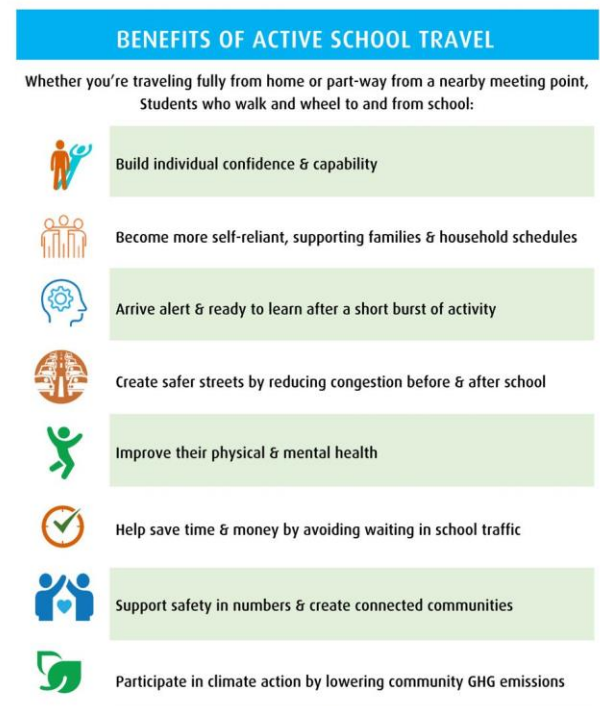 BENEFITS OF ACTIVE SCHOOL TRAVEL
Whether you're traveling fully from home or part-way from a nearby meeting point,
Students who walk and wheel to and from school:
Build individual confidence & capability
Become more self-reliant, supporting families & household schedules
Arrive alert & ready to learn after a short burst of activity
Create safer streets by reducing congestion before & after school
Improve their physical & mental health
Help save time & money by avoiding waiting in school traffic
Support safety in numbers & create connected communities
Participate in climate action by lowering community GHG emissions